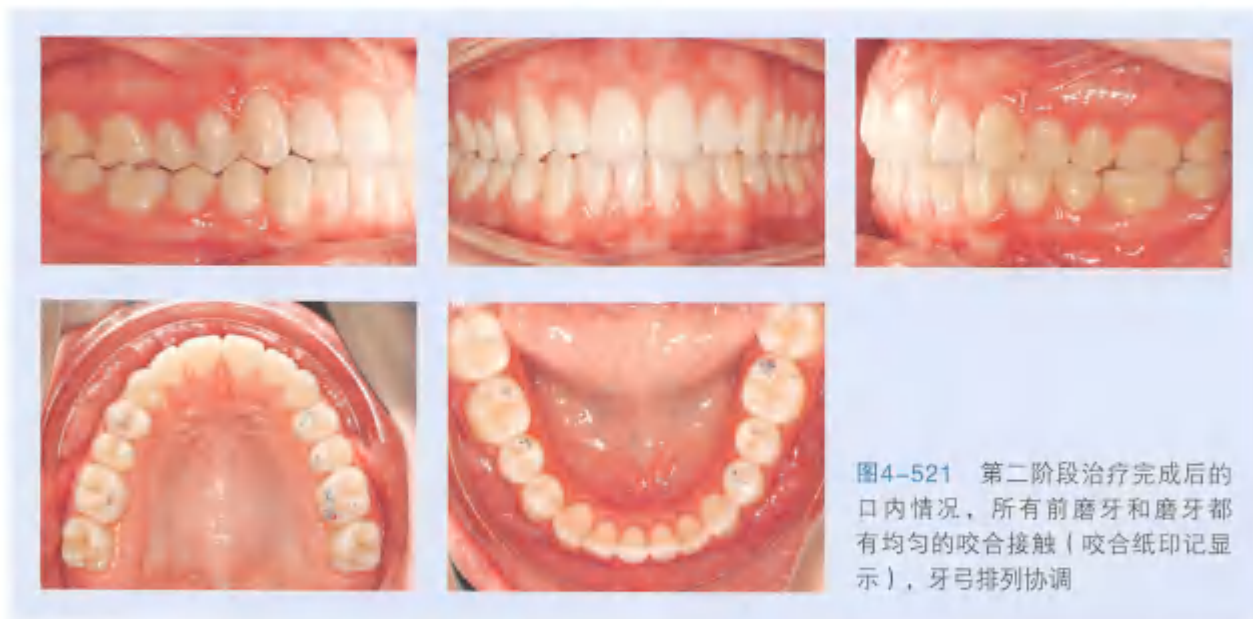 图4-521 第二阶段治疗完成后的
口内情况，所有前磨牙和磨牙都
有均匀的咬合接触（咬合纸印记显
示），牙弓排列协调